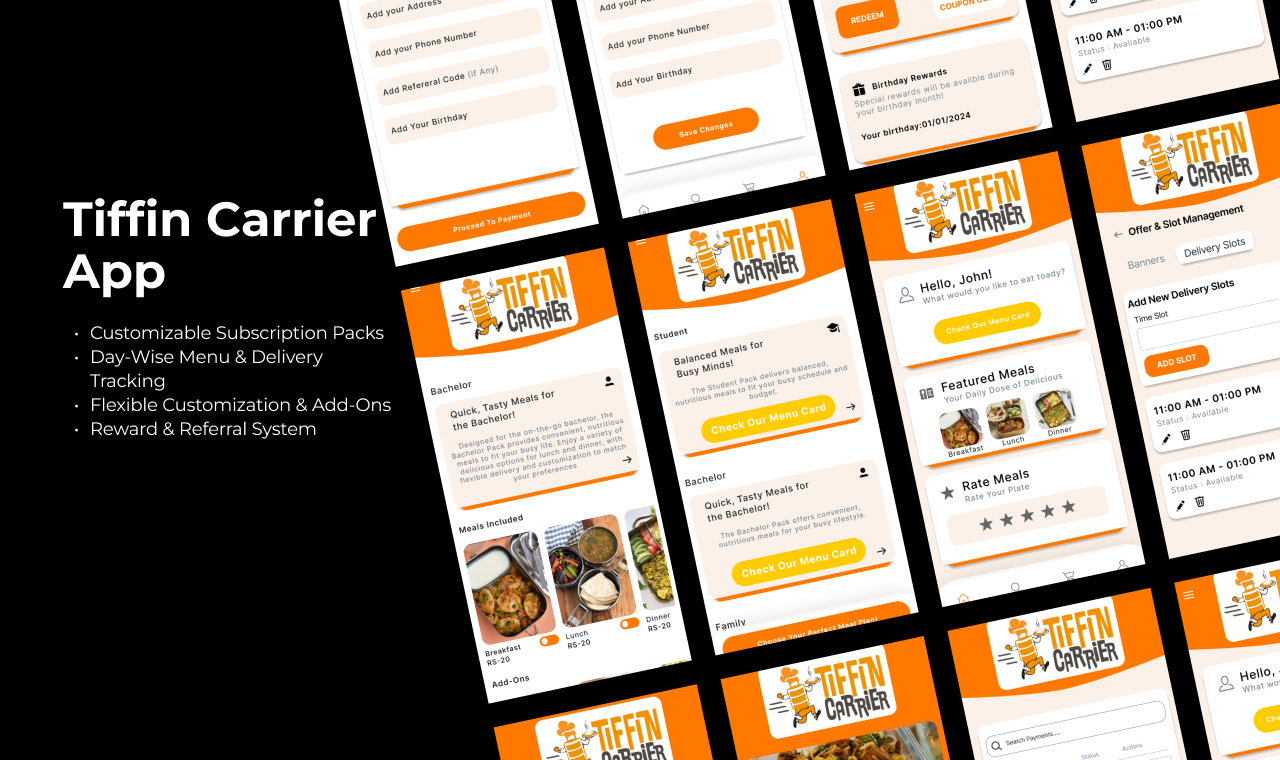 Tiffin Carrier
App
• Customizable Subscription Packs
• Day-Wise Menu & Delivery
Tracking
• Flexible Customization & Add-Ons
• Reward & Referral System
Add your Address
Add your Phone Number
Add Refereral Code (if Any)
Add Your Birthday
Proceed To Payment
Add your Phone Number
Add Your Birthday
Save Changes
REDEEM
Birthday Rewards
Special rewards will be avaible during
your birthday month!
Your birthday:01/01/2024
11:00 AM - 01:00 PM
Status : Available
TIFFIN
CARRIER
Bachelor
Quick, Tasty Meals for
the Bachelor!
Designed for the on-the-go bachelor, the
Bachelor Pack provides convenient, nutritious
meals to fit your busy life. Enjoy a variety of
delicious options for lunch and dinner, with
flexible delivery and customization to match
your preferences
Meals Included
Breakfast
RS-20
Lunch
RS-20
Dinner
RS-20
Add-Ons
TIFFIN
CARRIER
Student
Balanced Meals for
Busy Minds!
The Student Pack delivers balanced,
nutritious meals to fit your busy schedule and
budget.
Check Our Menu Card
Bachelor
Quick, Tasty Meals for
the Bachelor!
The Bachelor Pack offers convenient,
nutritious meals for your busy lifestyle.
Check Our Menu Card
Family
Choose Your Perfect Meal Plan!
TIFFIN
CARRIER
Hello, John!
What would you like to eat toady?
Check Our Menu Card
Featured Meals
Your Daily Dose of Delicious
Breakfast
Lunch
Dinner
Rate Meals
Rate Your Plate
TIFFIN
CARRIER
Offer & Slot Management
Banners
Delivery Slots
Add New Delivery Slots
Time Slot
ADD SLOT
11:00 AM - 01:00 PM
Status : Available
11:00 AM - 01:00 PM
Status : Available
TIFFIN
CARRIER
TIFFIN
CARRIER
TIFFIN
CARRIER
Search Payments....
Status
Actions
TIFFIN
Hello,